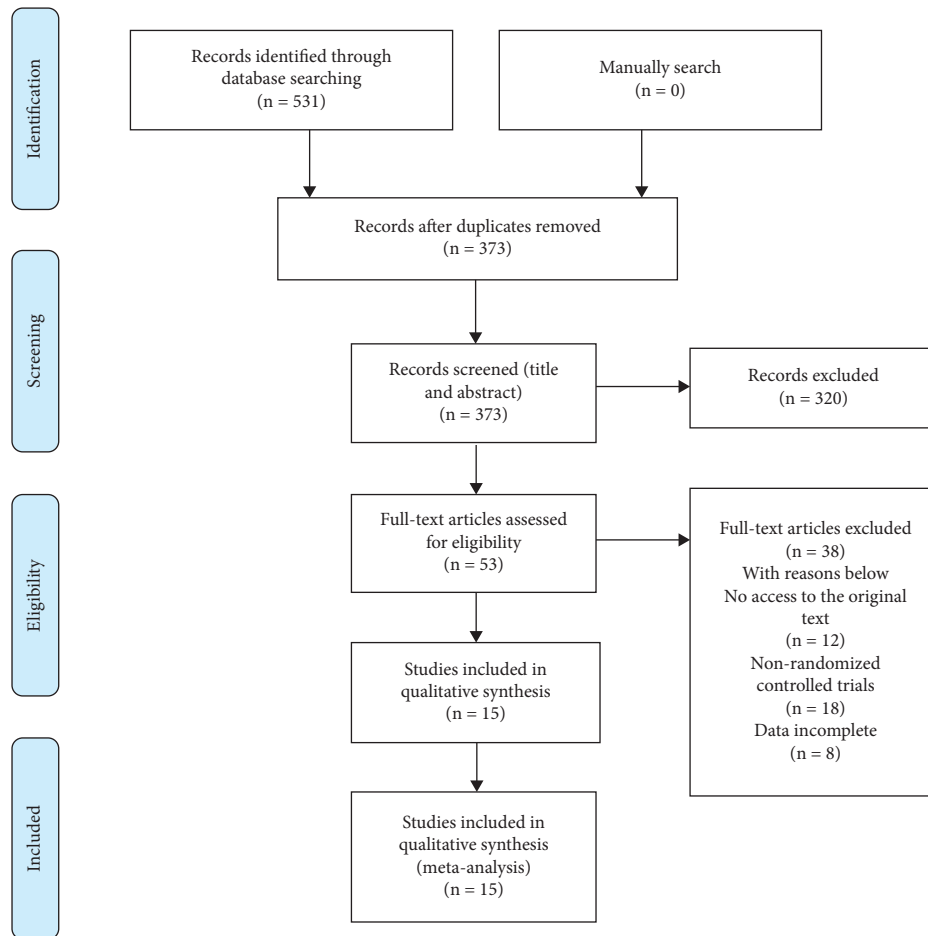 Identification
Records identified through
database searching
(n = 531)
Manually search
(n = 0)
Records after duplicates removed
(n = 373)
Screening
Records screened (title
and abstract)
(n = 373)
Records excluded
(n = 320)
Eligibility
Full-text articles assessed
for eligibility
(n = 53)
Full-text articles excluded
(n = 38)
With reasons below
No access to the original
text
(n = 12)
Non-randomized
controlled trials
(n = 18)
Data incomplete
(n = 8)
Studies included in
qualitative synthesis
(n = 15)
Included
Studies included in
qualitative synthesis
(meta-analysis)
(n = 15)